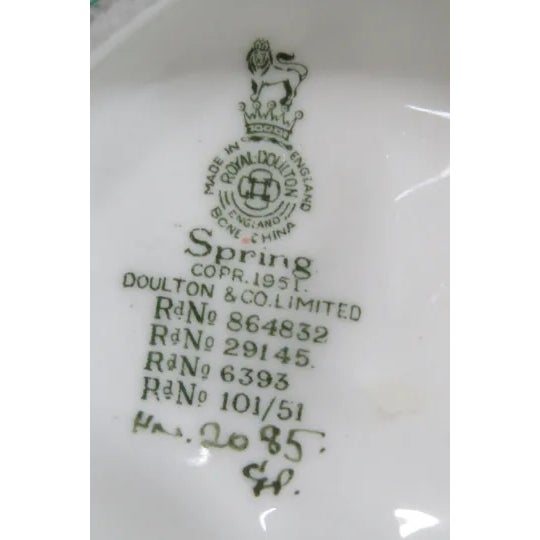 MADE IN ENGLAND
ROYAL·DOULTON
ENGLAND
BONE CHINA
Spring
COPR.1951.
DOULTON & CO. LIMITED
RdNo 864832
RdNo 29145.
RdNo 6393
RdNo 101/51
HN. 2085.